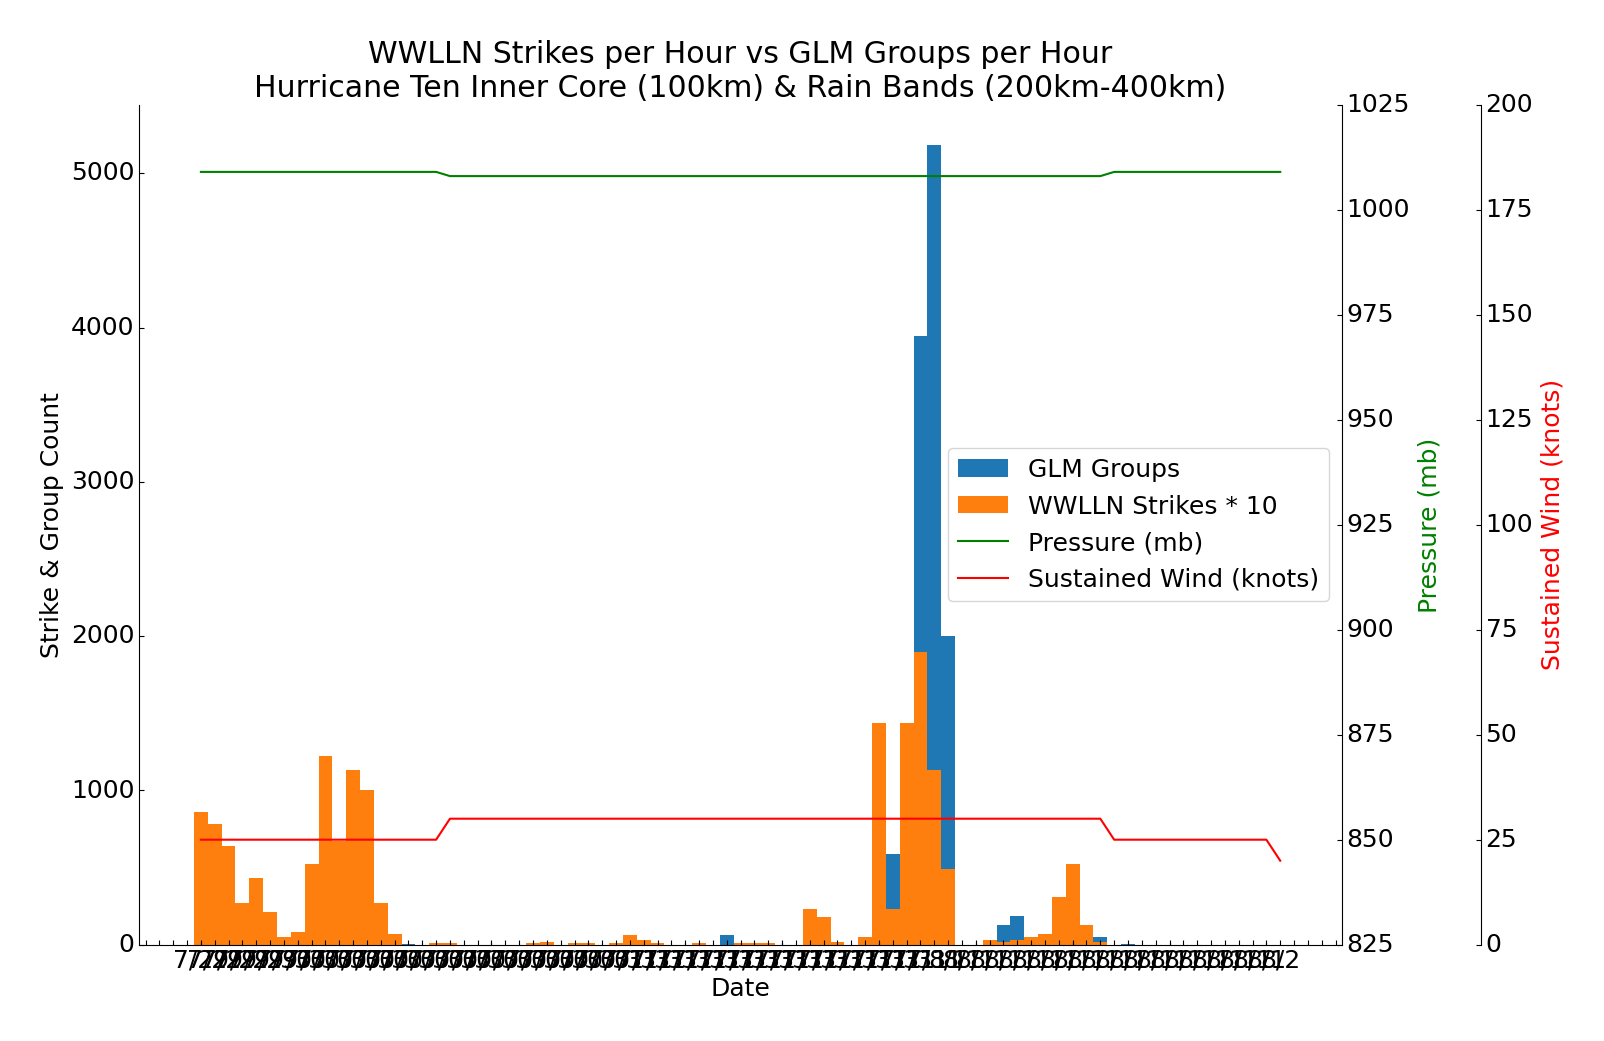 WWLLN Strikes per Hour vs GLM Groups per Hour
Hurricane Ten Inner Core (100km) & Rain Bands (200km-400km)
Strike & Group Count
5000
4000
3000
2000
1000
0
GLM Groups
WWLLN Strikes * 10
Pressure (mb)
Sustained Wind (knots)
1025
1000
975
950
925
900
875
850
825
Pressure (mb)
200
175
150
125
100
75
50
25
0
Sustained Wind (knots)
Date